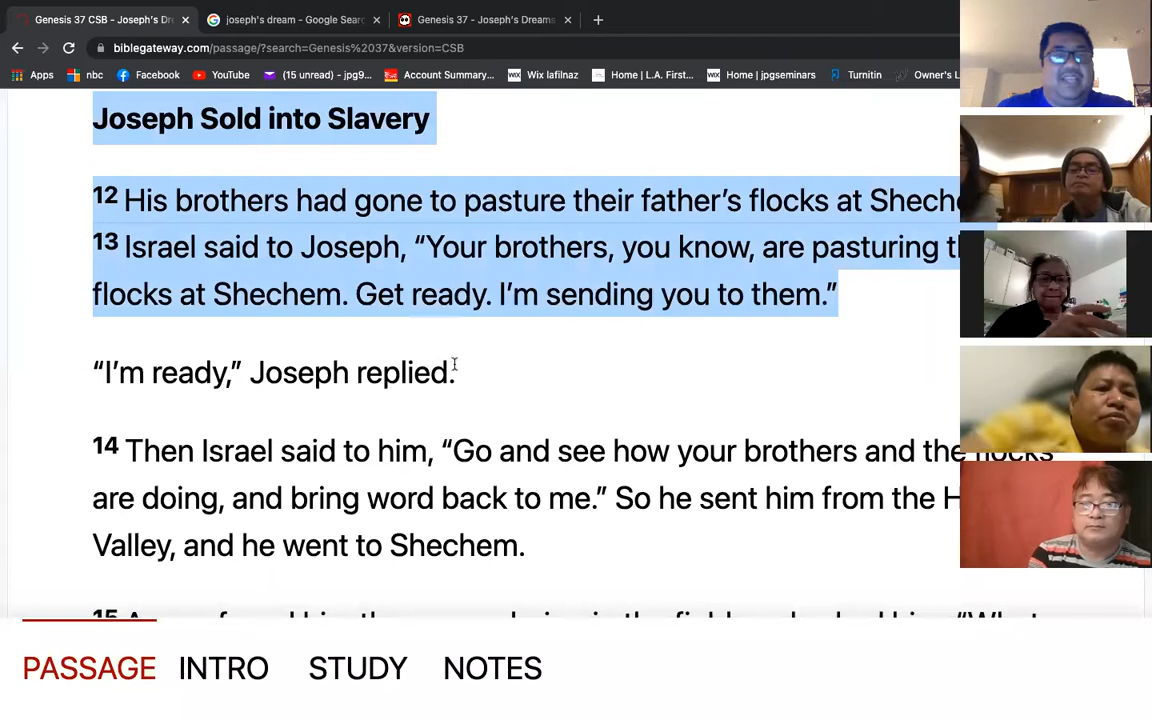 Genesis 37 CSB - Joseph's Dre
joseph's dream - Google Sear
Genesis 37 - Joseph's Dreams
biblegateway.com/passage/?search=Genesis%2037&version=CSB
Apps nbc Facebook YouTube (15 unread) - jpg9... Account Summary... Wix lafilnaz Home | L.A. First... Home | jpgseminars Turnitin Owner's L
Joseph Sold into Slavery
12 His brothers had gone to pasture their father’s flocks at Sheche
13 Israel said to Joseph, “Your brothers, you know, are pasturing
flocks at Shechem. Get ready. I’m sending you to them.”
“I’m ready,” Joseph replied.
14 Then Israel said to him, “Go and see how your brothers and the flocks
are doing, and bring word back to me.” So he sent him from the H
Valley, and he went to Shechem.
PASSAGE INTRO STUDY NOTES